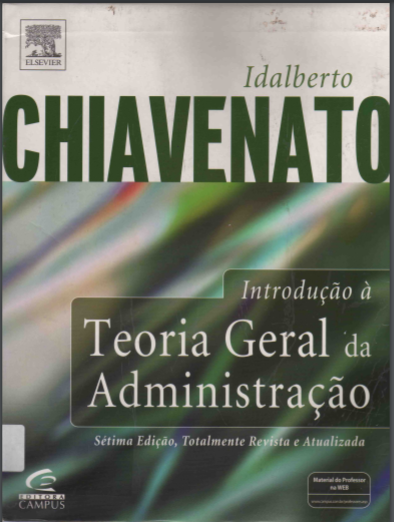 ELSEVIER
Idalberto
CHIAVENATO
Introdução à
Teoria Geral da
Administração
Sétima Edição, Totalmente Revista e Atualizada
Material do Professor
na WEB
EDITORA
CAMPUS